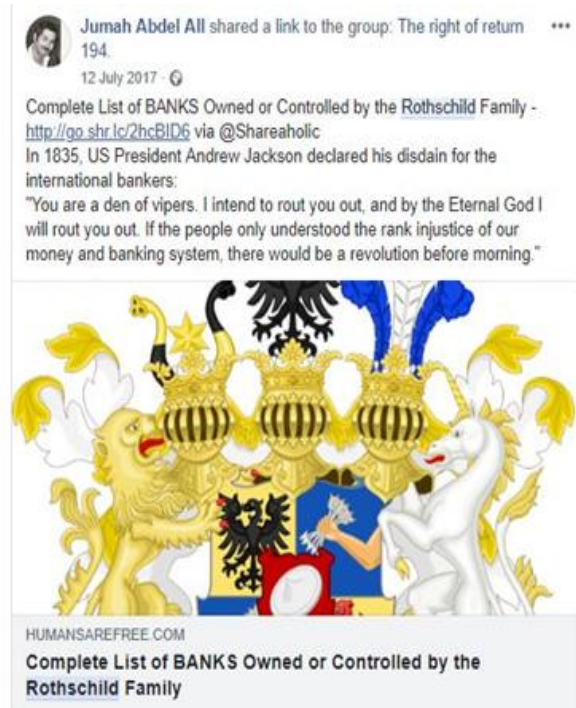 Jumah Abdel All shared a link to the group: The right of return
194.
12 July 2017 ·
Complete List of BANKS Owned or Controlled by the Rothschild Family -
http://go.shr.lc/2hcBID6 via @Shareaholic
In 1835, US President Andrew Jackson declared his disdain for the
international bankers:
"You are a den of vipers. I intend to rout you out, and by the Eternal God I
will rout you out. If the people only understood the rank injustice of our
money and banking system, there would be a revolution before morning."
HUMANSAREFREE.COM
Complete List of BANKS Owned or Controlled by the
Rothschild Family